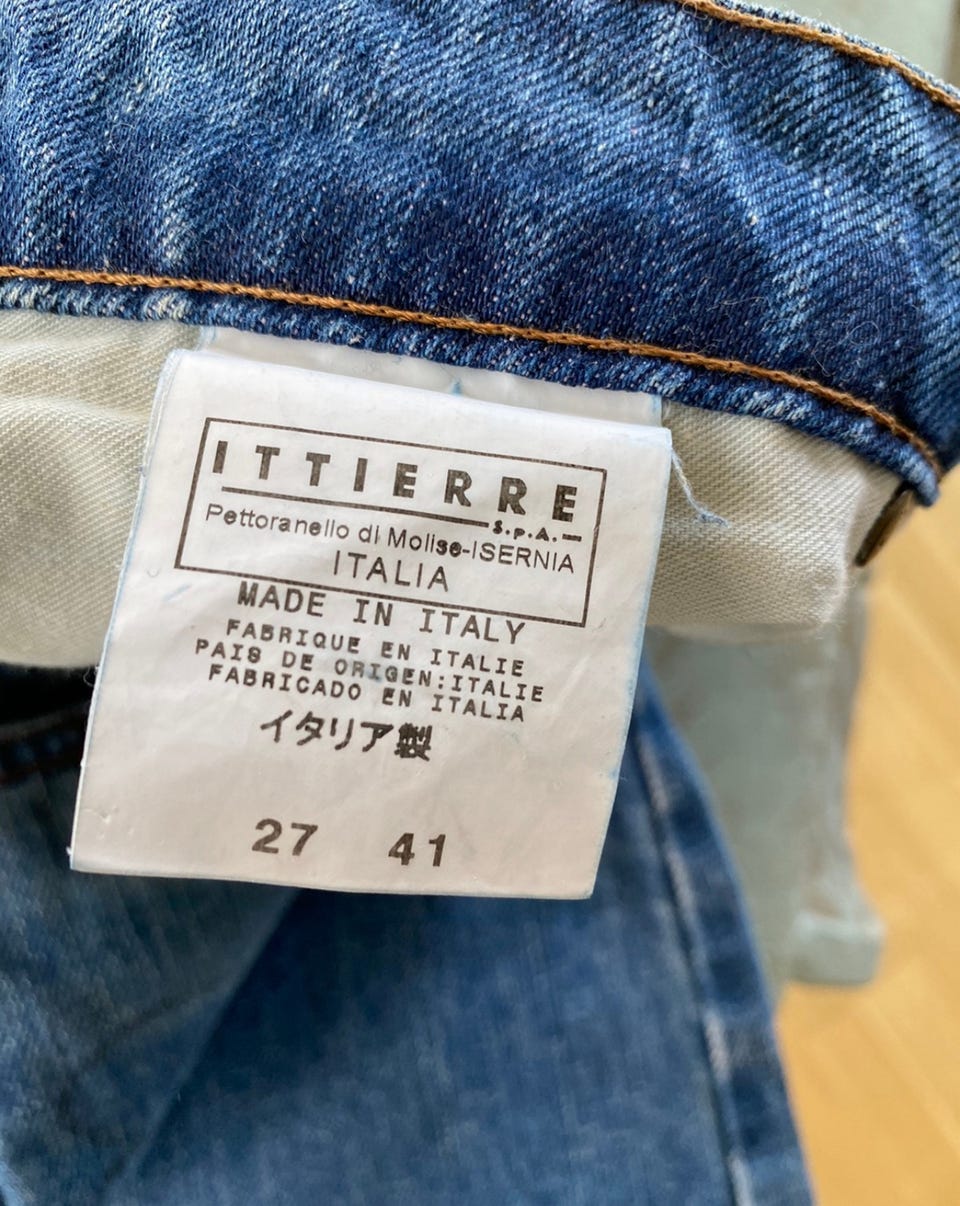 ITTIERRE
S.p.A.
Pettoranello di Molise-ISERNIA
ITALIA
MADE IN ITALY
FABRIQUE EN ITALIE
PAIS DE ORIGEN:ITALIE
FABRICADO EN ITALIA
イタリア製
27 41